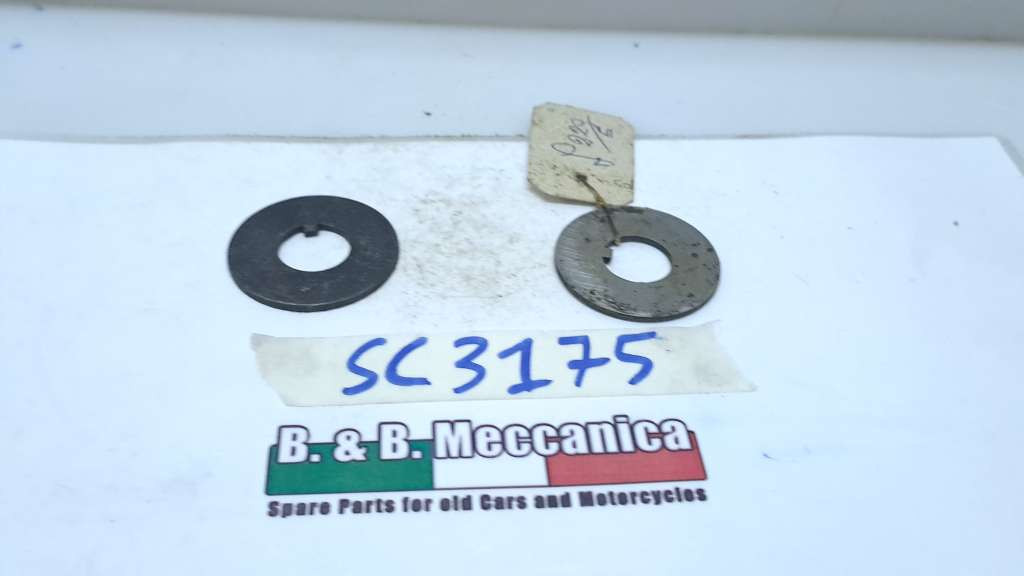 SC3175
B. & B. Meccanica
Spare Parts for old Cars and Motorcycles